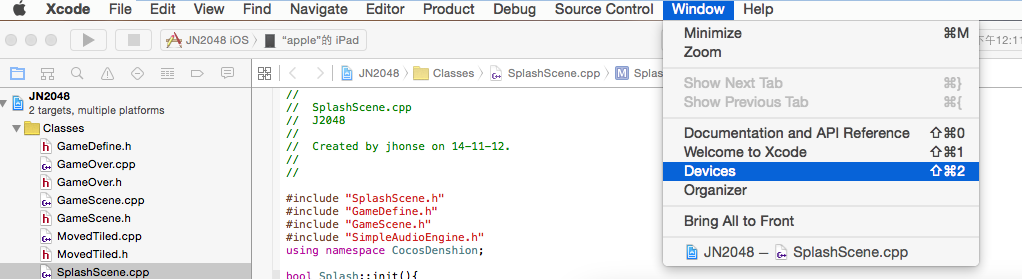 Xcode File Edit View Find Navigate Editor Product Debug Source Control Window Help
JN2048 iOS 〉 "apple"的 iPad
下午12:11
Minimize ⌘M
Zoom
Show Next Tab ⌘}
Show Previous Tab ⌘{
Documentation and API Reference ⇧⌘0
Welcome to Xcode ⇧⌘1
Devices ⇧⌘2
Organizer
Bring All to Front
JN2048 — SplashScene.cpp
JN2048 〉 Classes 〉 SplashScene.cpp 〉 M Splas
JN2048
2 targets, multiple platforms
Classes
h GameDefine.h
C++ GameOver.cpp
h GameOver.h
C++ GameScene.cpp
h GameScene.h
C++ MovedTiled.cpp
h MovedTiled.h
C++ SplashScene.cpp
//
// SplashScene.cpp
// J2048
//
// Created by jhonse on 14-11-12.
//
//
#include "SplashScene.h"
#include "GameDefine.h"
#include "GameScene.h"
#include "SimpleAudioEngine.h"
using namespace CocosDenshion;
bool Splash::init(){